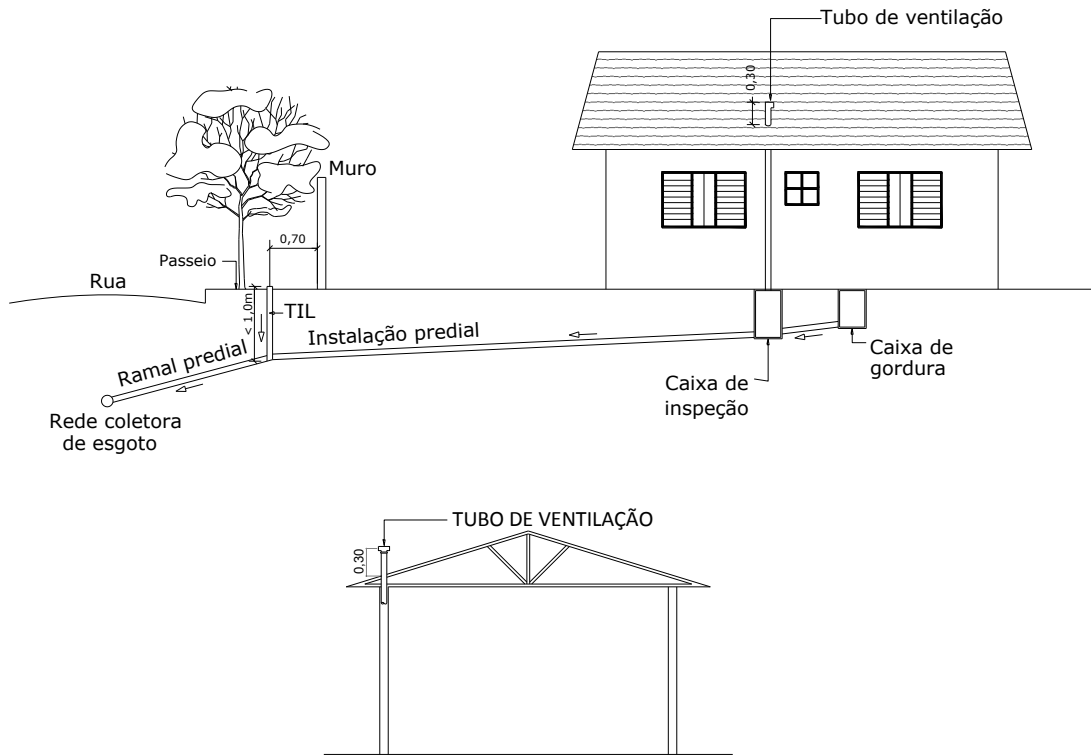 Tubo de ventilação
0,30
Muro
0,70
Passeio
Rua
< 1,0m
TIL
Instalação predial
Ramal predial
Caixa de
gordura
Caixa de
inspeção
Rede coletora
de esgoto
TUBO DE VENTILAÇÃO
0,30